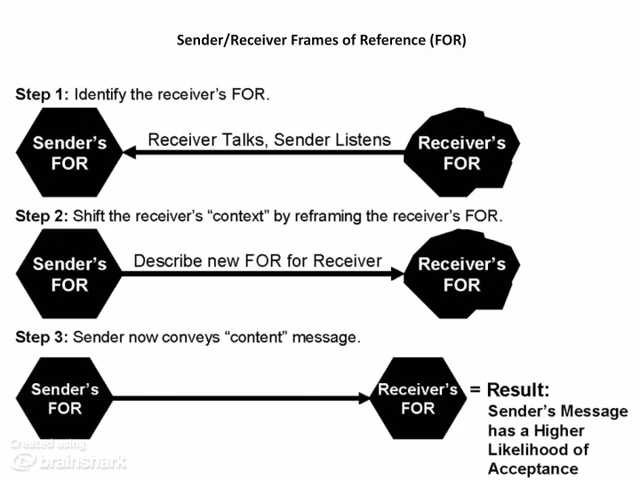 Sender/Receiver Frames of Reference (FOR)
Step 1: Identify the receiver's FOR.
Sender's
FOR
Receiver Talks, Sender Listens
Receiver's
FOR
Step 2: Shift the receiver's “context” by reframing the receiver's FOR.
Sender's
FOR
Describe new FOR for Receiver
Receiver's
FOR
Step 3: Sender now conveys “content” message.
Sender's
FOR
Receiver's
FOR
= Result:
Sender's Message
has a Higher
Likelihood of
Acceptance
Created using
brainshark